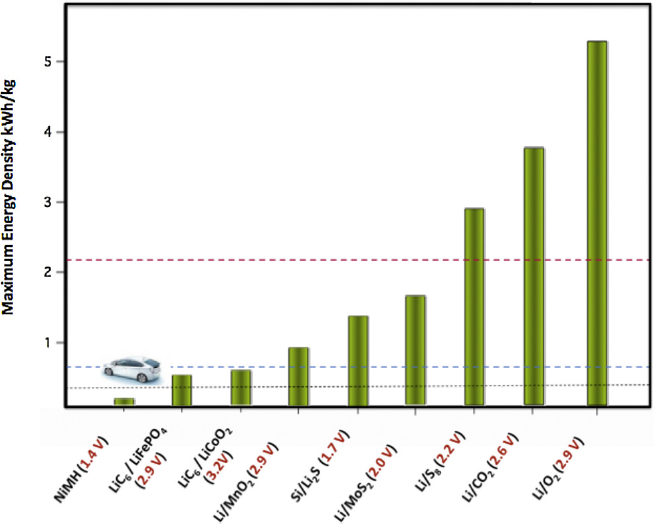 Maximum Energy Density kWh/kg
5
4
3
2
1
NiMH (1.4 V)
LiC₆ / LiFePO₄
(2.9 V)
LiC₆ / LiCoO₂
(3.2V)
Li/MnO₂ (2.9 V)
Si/Li₂S (1.7 V)
Li/MoS₂ (2.0 V)
Li/S₈ (2.2 V)
Li/CO₂ (2.6 V)
Li/O₂ (2.9 V)